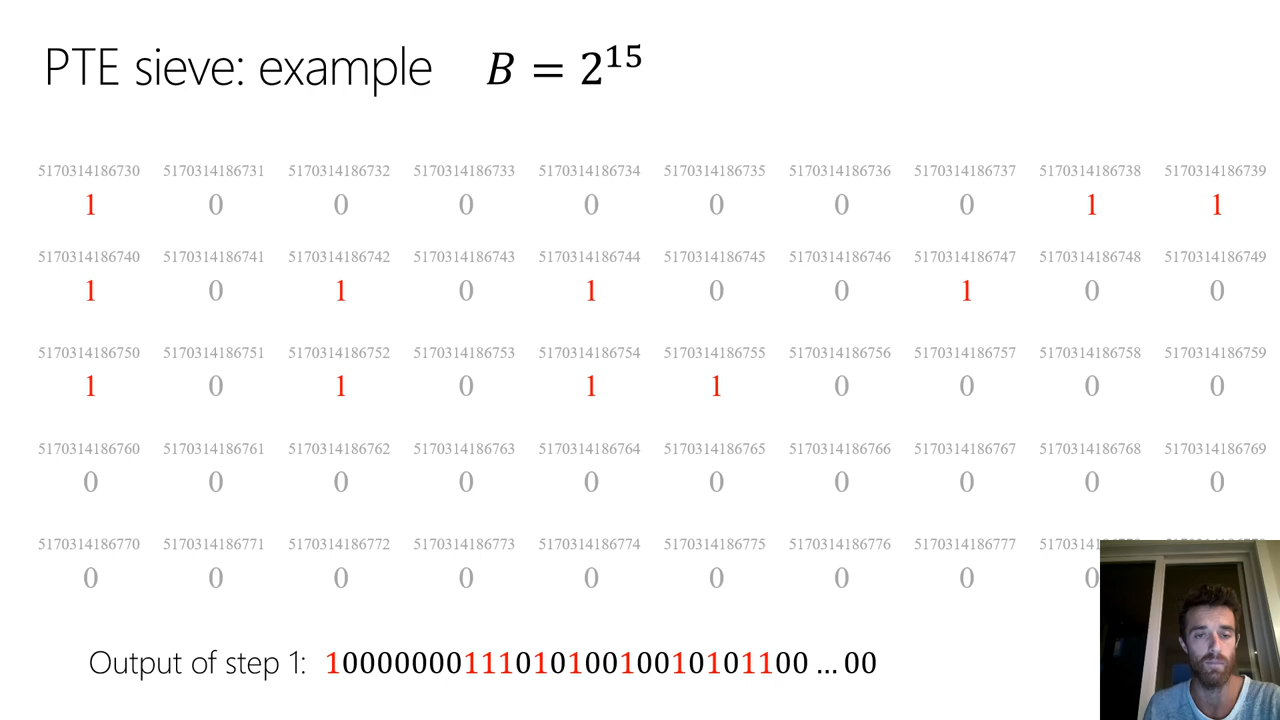 PTE sieve: example B = 2^15
5170314186730 5170314186731 5170314186732 5170314186733 5170314186734 5170314186735 5170314186736 5170314186737 5170314186738 5170314186739
1 0 0 0 0 0 0 0 1 1
5170314186740 5170314186741 5170314186742 5170314186743 5170314186744 5170314186745 5170314186746 5170314186747 5170314186748 5170314186749
1 0 1 0 1 0 0 1 0 0
5170314186750 5170314186751 5170314186752 5170314186753 5170314186754 5170314186755 5170314186756 5170314186757 5170314186758 5170314186759
1 0 1 0 1 1 0 0 0 0
5170314186760 5170314186761 5170314186762 5170314186763 5170314186764 5170314186765 5170314186766 5170314186767 5170314186768 5170314186769
0 0 0 0 0 0 0 0 0 0
5170314186770 5170314186771 5170314186772 5170314186773 5170314186774 5170314186775 5170314186776 5170314186777
0 0 0 0 0 0 0 0 0
Output of step 1: 1000000011101010010010101100 ... 00